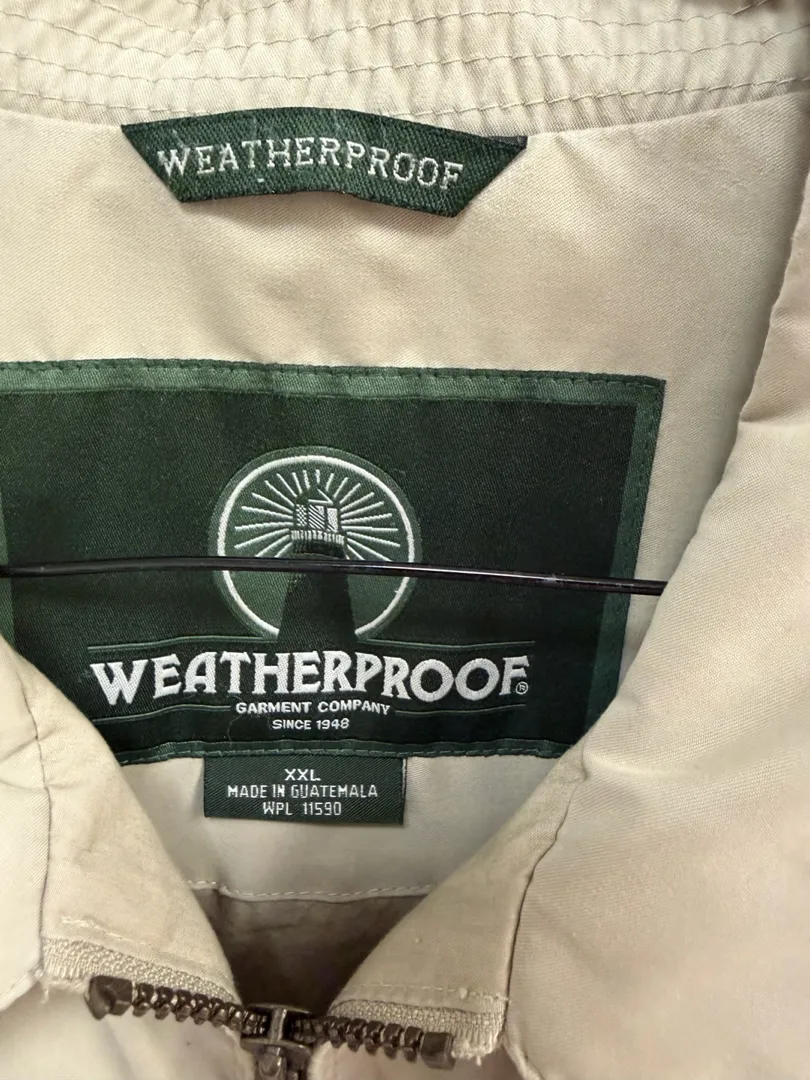 WEATHERPROOF
WEATHERPROOF®
GARMENT COMPANY
SINCE 1948
XXL
MADE IN GUATEMALA
WPL 11590